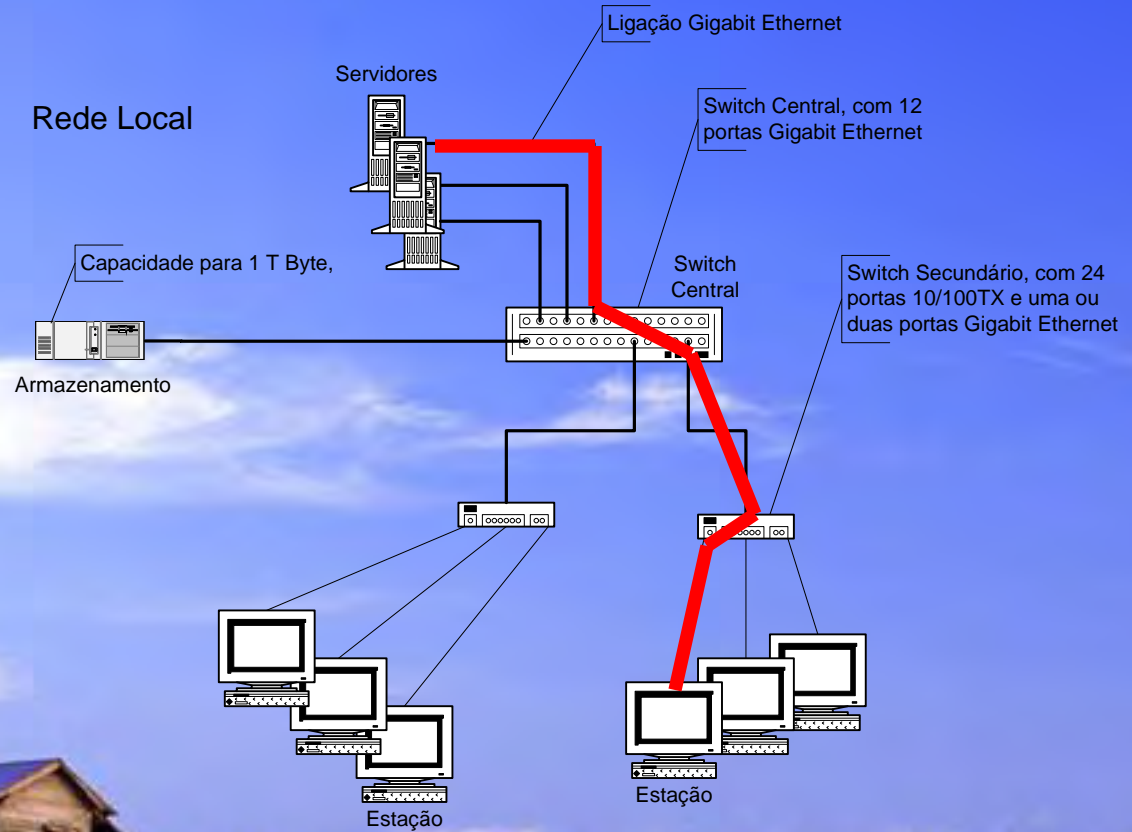 Ligação Gigabit Ethernet
Servidores
Rede Local
Switch Central, com 12
portas Gigabit Ethernet
Capacidade para 1 T Byte,
Switch
Central
Switch Secundário, com 24
portas 10/100TX e uma ou
duas portas Gigabit Ethernet
Armazenamento
Estação
Estação